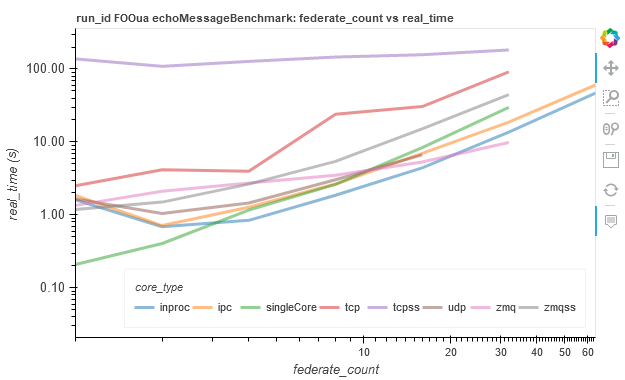 run_id FOOua echoMessageBenchmark: federate_count vs real_time
real_time (s)
100.00
10.00
1.00
0.10
core_type
inproc ipc singleCore tcp tcpss udp zmq zmqss
10 20 30 40 50 60
federate_count